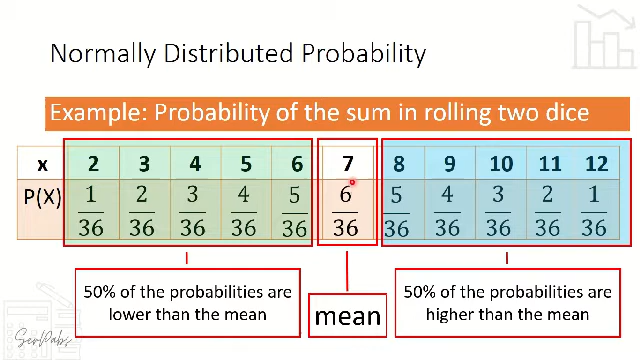 Normally Distributed Probability
Example: Probability of the sum in rolling two dice
x 2 3 4 5 6 7 8 9 10 11 12
P(X) 1/36 2/36 3/36 4/36 5/36 6/36 5/36 4/36 3/36 2/36 1/36
50% of the probabilities are
lower than the mean
mean
50% of the probabilities are
higher than the mean
SerPabs